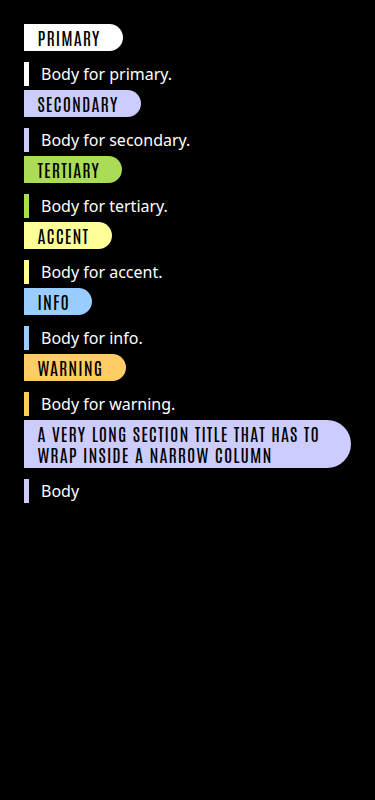 PRIMARY
Body for primary.
SECONDARY
Body for secondary.
TERTIARY
Body for tertiary.
ACCENT
Body for accent.
INFO
Body for info.
WARNING
Body for warning.
A VERY LONG SECTION TITLE THAT HAS TO
WRAP INSIDE A NARROW COLUMN
Body